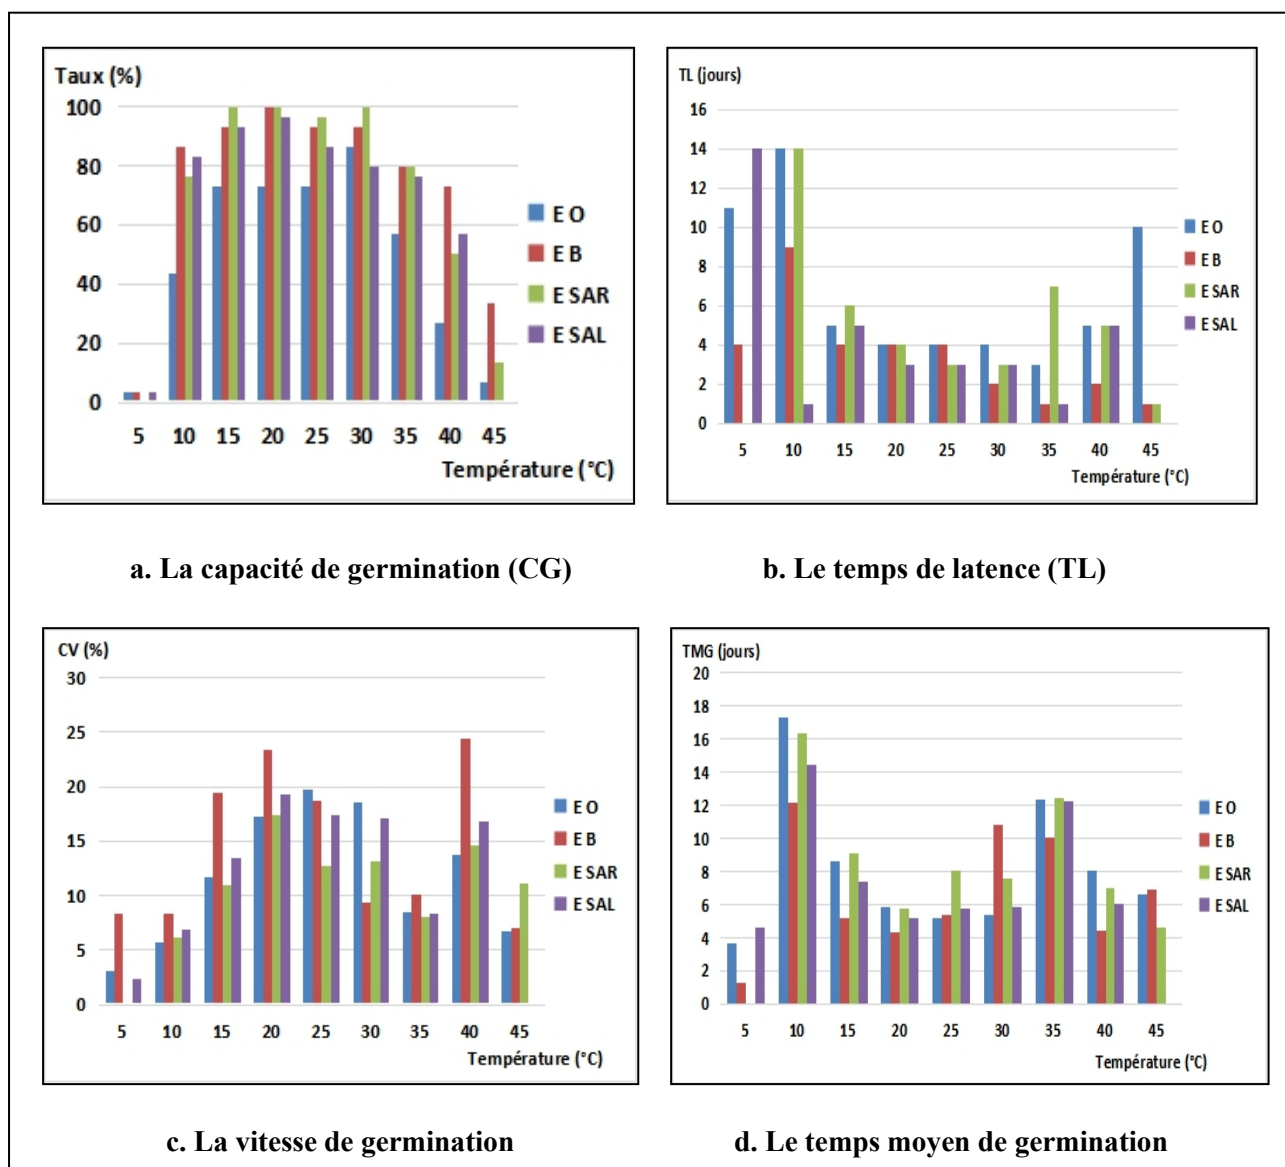 Taux (%)
100
80
60
40
20
0
5 10 15 20 25 30 35 40 45
Température (°C)
E O
E B
E SAR
E SAL
a. La capacité de germination (CG)
TL (jours)
16
14
12
10
8
6
4
2
0
5 10 15 20 25 30 35 40 45
Température (°C)
E O
E B
E SAR
E SAL
b. Le temps de latence (TL)
CV (%)
30
25
20
15
10
5
0
5 10 15 20 25 30 35 40 45
Température (°C)
E O
E B
E SAR
E SAL
c. La vitesse de germination
TMG (jours)
20
18
16
14
12
10
8
6
4
2
0
5 10 15 20 25 30 35 40 45
Température (°C)
E O
E B
E SAR
E SAL
d. Le temps moyen de germination